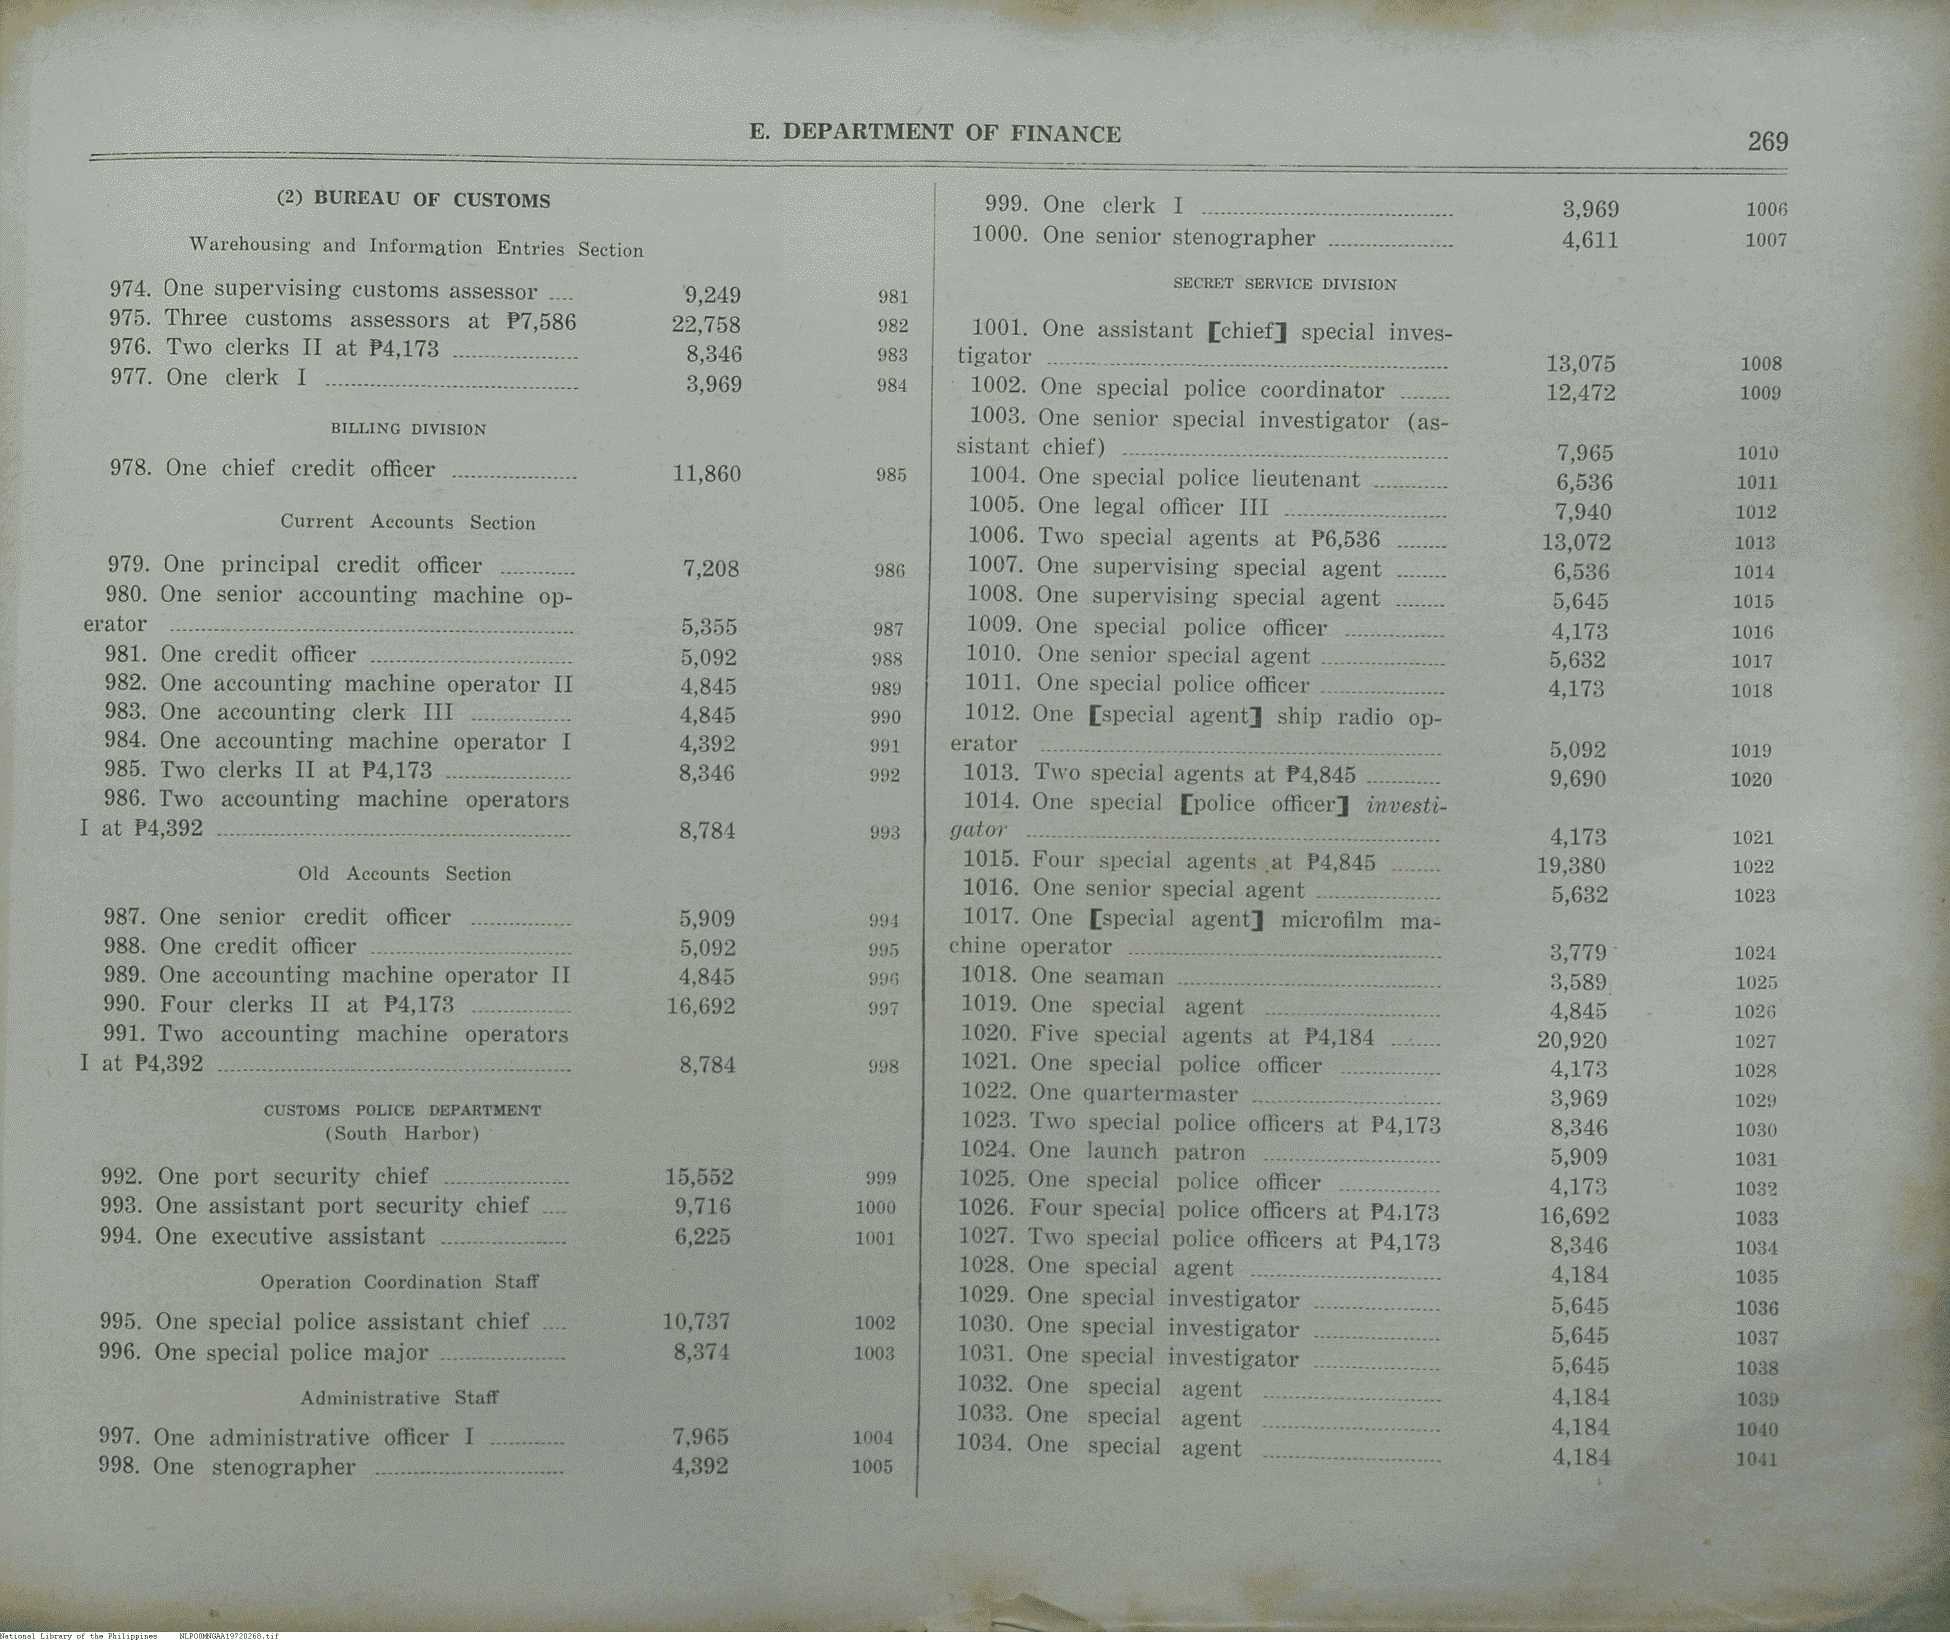 E. DEPARTMENT OF FINANCE
269
(2) BUREAU OF CUSTOMS
Warehousing and Information Entries Section
974. One supervising customs assessor .... 9,249 981
975. Three customs assessors at ₱7,586 22,758 982
976. Two clerks II at ₱4,173 .... 8,346 983
977. One clerk I .... 3,969 984
BILLING DIVISION
978. One chief credit officer .... 11,860 985
Current Accounts Section
979. One principal credit officer .... 7,208 986
980. One senior accounting machine op-
erator .... 5,355 987
981. One credit officer .... 5,092 988
982. One accounting machine operator II 4,845 989
983. One accounting clerk III .... 4,845 990
984. One accounting machine operator I 4,392 991
985. Two clerks II at ₱4,173 .... 8,346 992
986. Two accounting machine operators
I at ₱4,392 .... 8,784 993
Old Accounts Section
987. One senior credit officer .... 5,909 994
988. One credit officer .... 5,092 995
989. One accounting machine operator II 4,845 996
990. Four clerks II at ₱4,173 .... 16,692 997
991. Two accounting machine operators
I at ₱4,392 .... 8,784 998
CUSTOMS POLICE DEPARTMENT
(South Harbor)
992. One port security chief .... 15,552 999
993. One assistant port security chief .... 9,716 1000
994. One executive assistant .... 6,225 1001
Operation Coordination Staff
995. One special police assistant chief .... 10,737 1002
996. One special police major .... 8,374 1003
Administrative Staff
997. One administrative officer I .... 7,965 1004
998. One stenographer .... 4,392 1005
999. One clerk I .... 3,969 1006
1000. One senior stenographer .... 4,611 1007
SECRET SERVICE DIVISION
1001. One assistant [chief] special inves-
tigator .... 13,075 1008
1002. One special police coordinator .... 12,472 1009
1003. One senior special investigator (as-
sistant chief) .... 7,965 1010
1004. One special police lieutenant .... 6,536 1011
1005. One legal officer III .... 7,940 1012
1006. Two special agents at ₱6,536 .... 13,072 1013
1007. One supervising special agent .... 6,536 1014
1008. One supervising special agent .... 5,645 1015
1009. One special police officer .... 4,173 1016
1010. One senior special agent .... 5,632 1017
1011. One special police officer .... 4,173 1018
1012. One [special agent] ship radio op-
erator .... 5,092 1019
1013. Two special agents at ₱4,845 .... 9,690 1020
1014. One special [police officer] investi-
gator .... 4,173 1021
1015. Four special agents at ₱4,845 .... 19,380 1022
1016. One senior special agent .... 5,632 1023
1017. One [special agent] microfilm ma-
chine operator .... 3,779 1024
1018. One seaman .... 3,589 1025
1019. One special agent .... 4,845 1026
1020. Five special agents at ₱4,184 .... 20,920 1027
1021. One special police officer .... 4,173 1028
1022. One quartermaster .... 3,969 1029
1023. Two special police officers at ₱4,173 8,346 1030
1024. One launch patron .... 5,909 1031
1025. One special police officer .... 4,173 1032
1026. Four special police officers at ₱4,173 16,692 1033
1027. Two special police officers at ₱4,173 8,346 1034
1028. One special agent .... 4,184 1035
1029. One special investigator .... 5,645 1036
1030. One special investigator .... 5,645 1037
1031. One special investigator .... 5,645 1038
1032. One special agent .... 4,184 1039
1033. One special agent .... 4,184 1040
1034. One special agent .... 4,184 1041
National Library of the Philippines NLPO0MNGAA19720268.tif